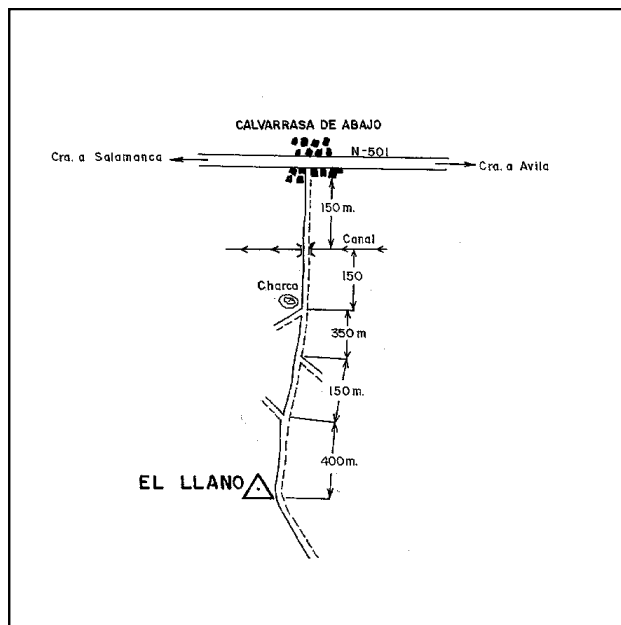 CALVARRASA DE ABAJO
N-501
Cra. a Salamanca
Cra. a Avila
150 m.
Canal
150
Charca
350 m
150 m.
400 m.
EL LLANO